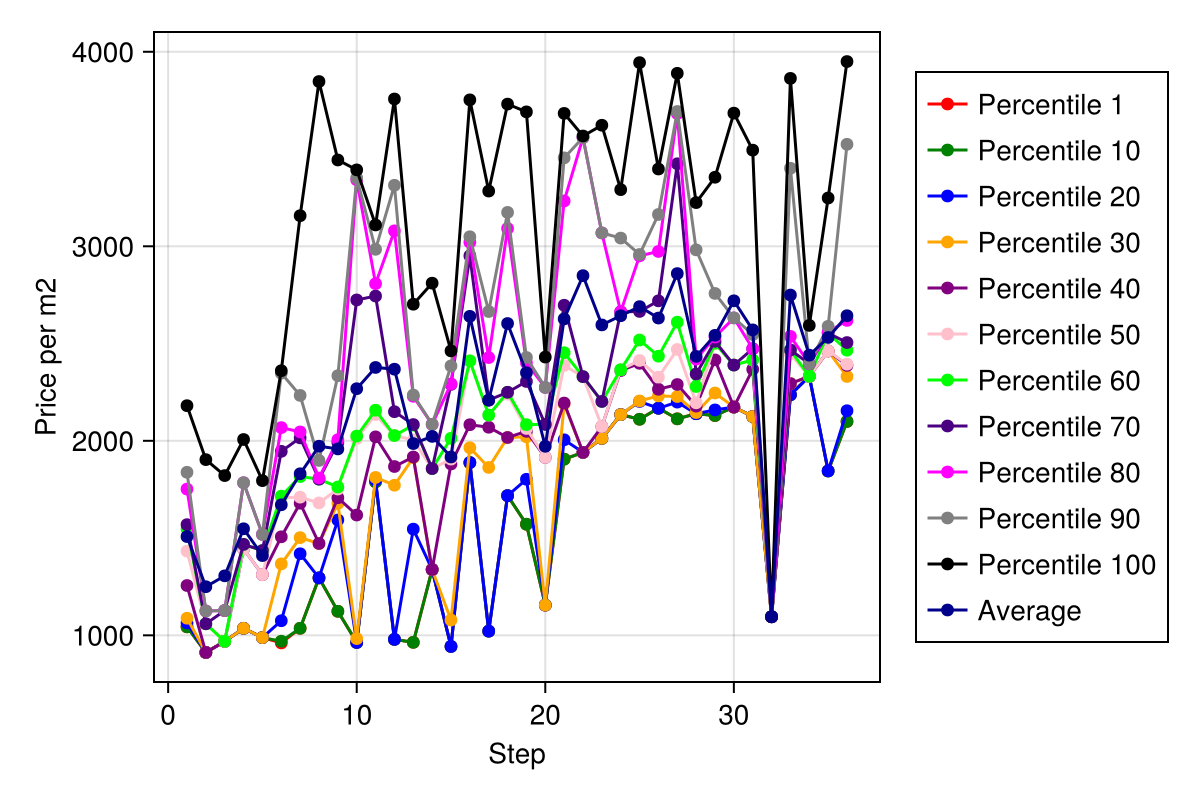 4000
3000
2000
1000
Price per m2
0 10 20 30
Step
Percentile 1
Percentile 10
Percentile 20
Percentile 30
Percentile 40
Percentile 50
Percentile 60
Percentile 70
Percentile 80
Percentile 90
Percentile 100
Average